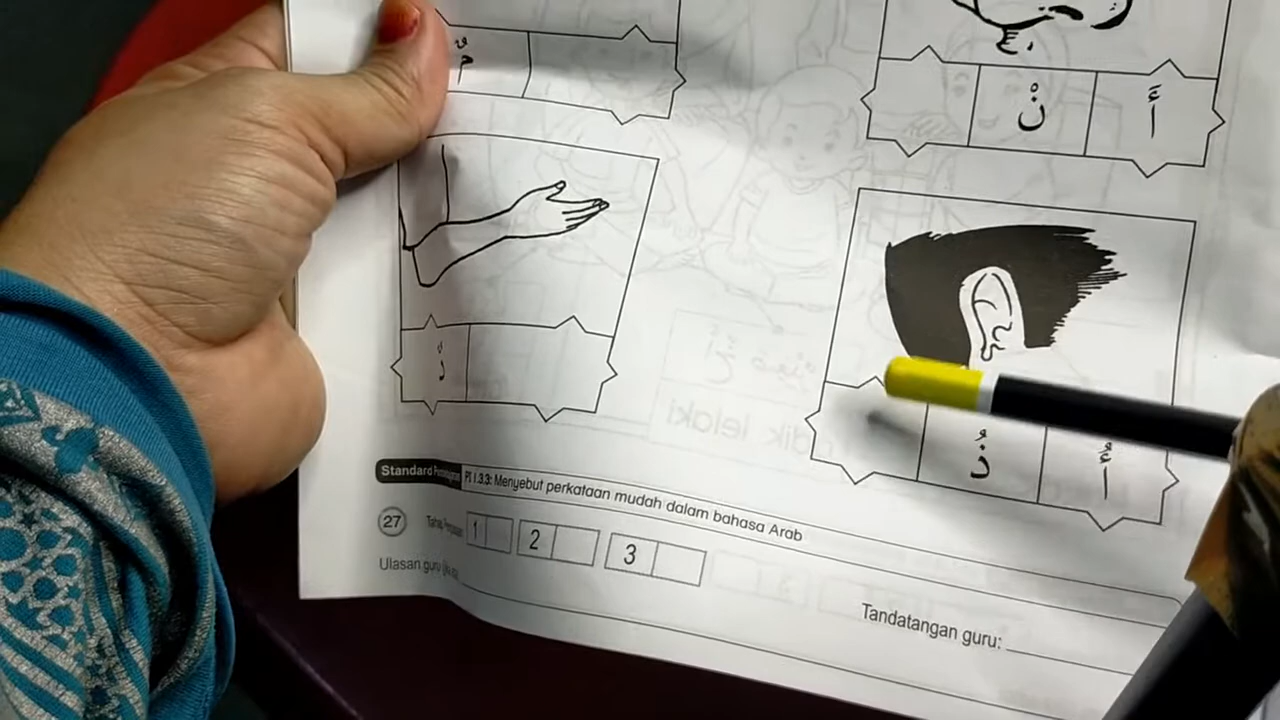 مُ
أَ نْ
دٌ
أُ ذُ
Standard
PI 1.3.3: Menyebut perkataan mudah dalam bahasa Arab
27
1 2 3
Ulasan guru
Tandatangan guru: